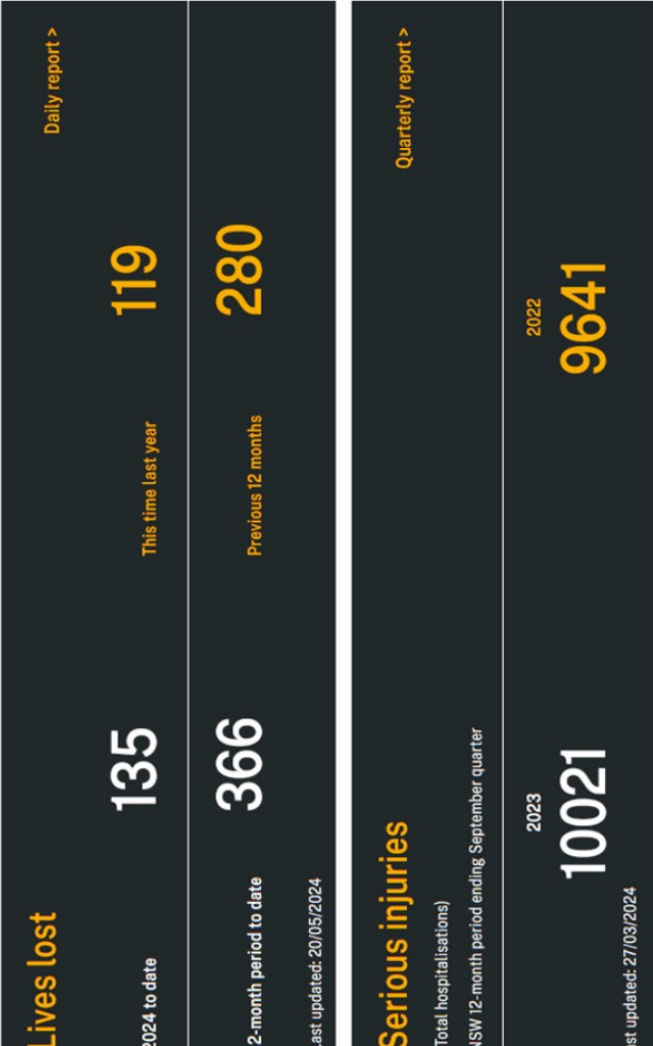 Lives lost
Daily report >
2024 to date 135 This time last year 119
2-month period to date 366 Previous 12 months 280
ast updated: 20/05/2024
Serious injuries
Total hospitalisations)
Quarterly report >
NSW 12-month period ending September quarter
2023 2022
10021 9641
st updated: 27/03/2024